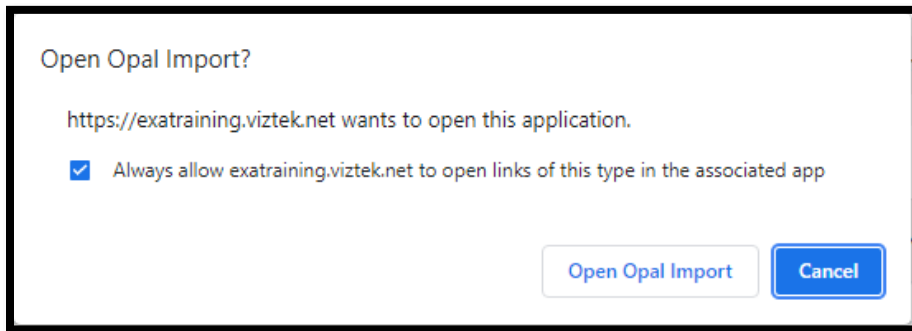 Open Opal Import?
https://exatraining.viztek.net wants to open this application.
Always allow exatraining.viztek.net to open links of this type in the associated app
Open Opal Import
Cancel